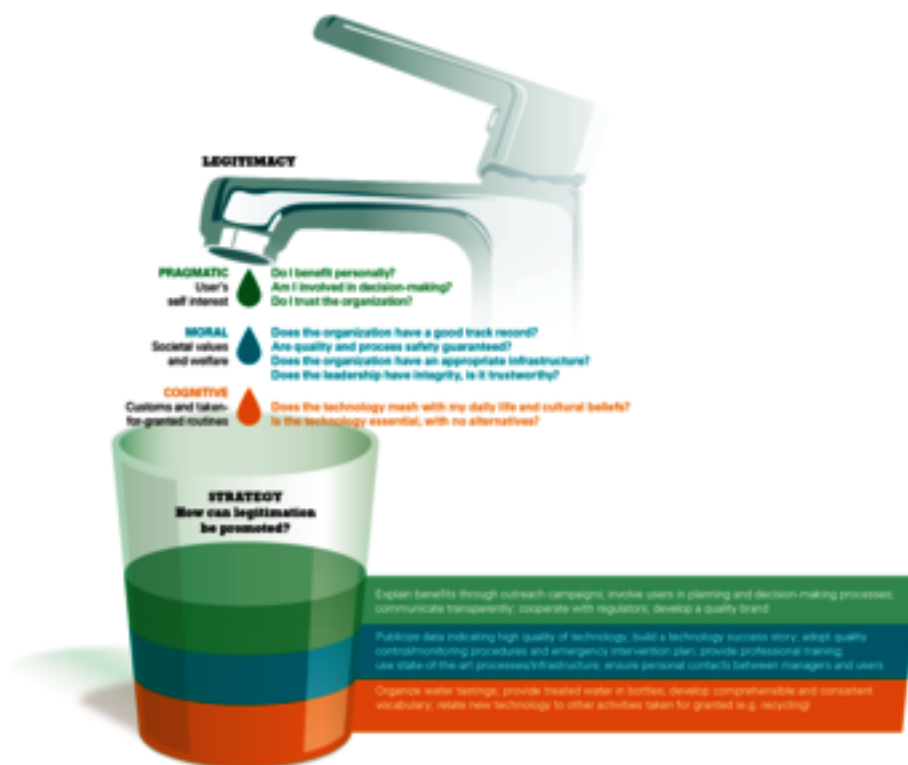 LEGITIMACY
PRAGMATIC
User's
self interest
Do I benefit personally?
Am I involved in decision-making?
Do I trust the organization?
MORAL
Societal values
and welfare
Does the organization have a good track record?
Are quality and process safety guaranteed?
Does the organization have an appropriate infrastructure?
Does the leadership have integrity, is it trustworthy?
COGNITIVE
Customs and taken-
for-granted routines
Does the technology mesh with my daily life and cultural beliefs?
Is the technology essential, with no alternatives?
STRATEGY
How can legitimation
be promoted?
Explain benefits through outreach campaigns; involve users in planning and decision-making processes;
communicate transparently; cooperate with regulators; develop a quality brand
Publicize data indicating high quality of technology; build a technology success story; adopt quality
control/monitoring procedures and emergency intervention plan; provide professional training;
use state-of-the-art processes/infrastructure; ensure personal contacts between managers and users
Organize water tastings; provide treated water in bottles; develop comprehensible and consistent
vocabulary; relate new technology to other activities taken for granted (e.g. recycling)